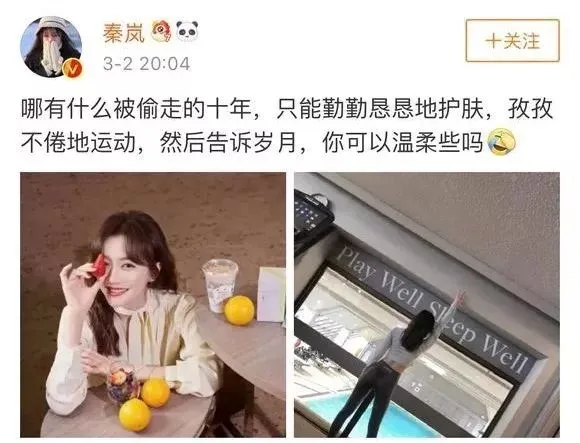 秦岚
3-2 20:04
+关注
哪有什么被偷走的十年，只能勤勤恳恳地护肤，孜孜
不倦地运动，然后告诉岁月，你可以温柔些吗
Play Well Sleep Well